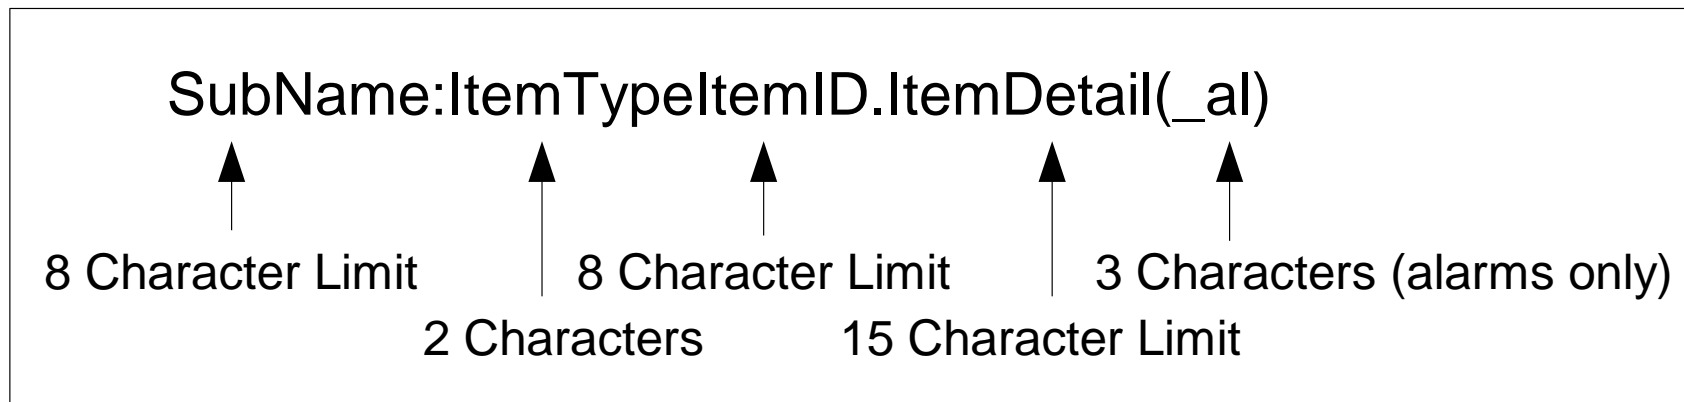 SubName:ItemTypeItemID.ItemDetail(_al)
8 Character Limit 8 Character Limit 3 Characters (alarms only)
2 Characters 15 Character Limit